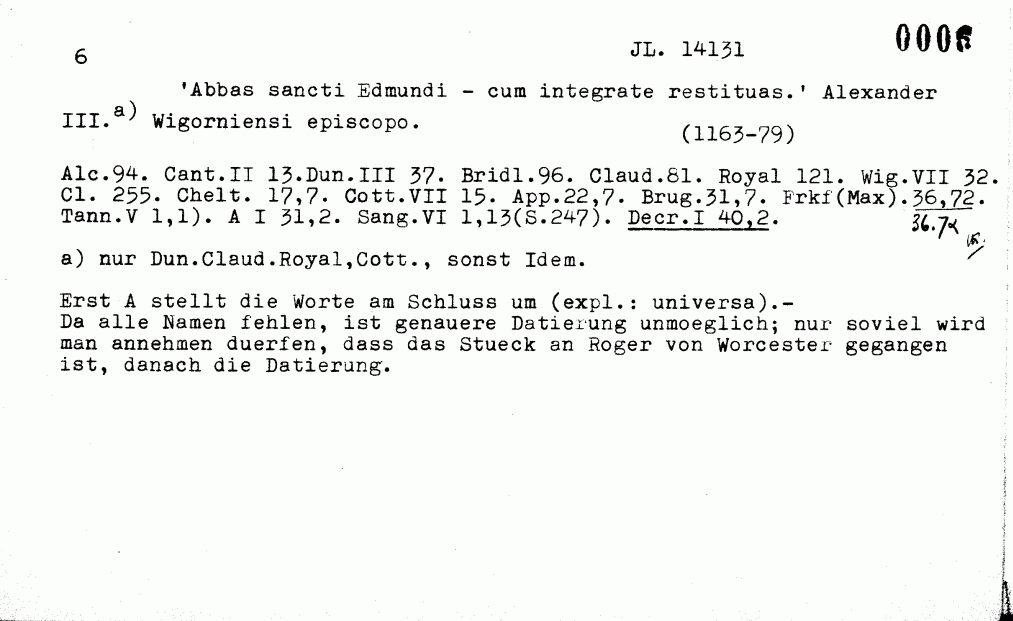 6 JL. 14131 0006
'Abbas sancti Edmundi - cum integrate restituas.' Alexander
III.a) Wigorniensi episcopo. (1163-79)
Alc.94. Cant.II 13.Dun.III 37. Bridl.96. Claud.81. Royal 121. Wig.VII 32.
Cl. 255. Chelt. 17,7. Cott.VII 15. App.22,7. Brug.31,7. Frkf(Max).36,72.
Tann.V 1,1). A I 31,2. Sang.VI 1,13(S.247). Decr.I 40,2.
a) nur Dun.Claud.Royal,Cott., sonst Idem.
Erst A stellt die Worte am Schluss um (expl.: universa).-
Da alle Namen fehlen, ist genauere Datierung unmoeglich; nur soviel wird
man annehmen duerfen, dass das Stueck an Roger von Worcester gegangen
ist, danach die Datierung.